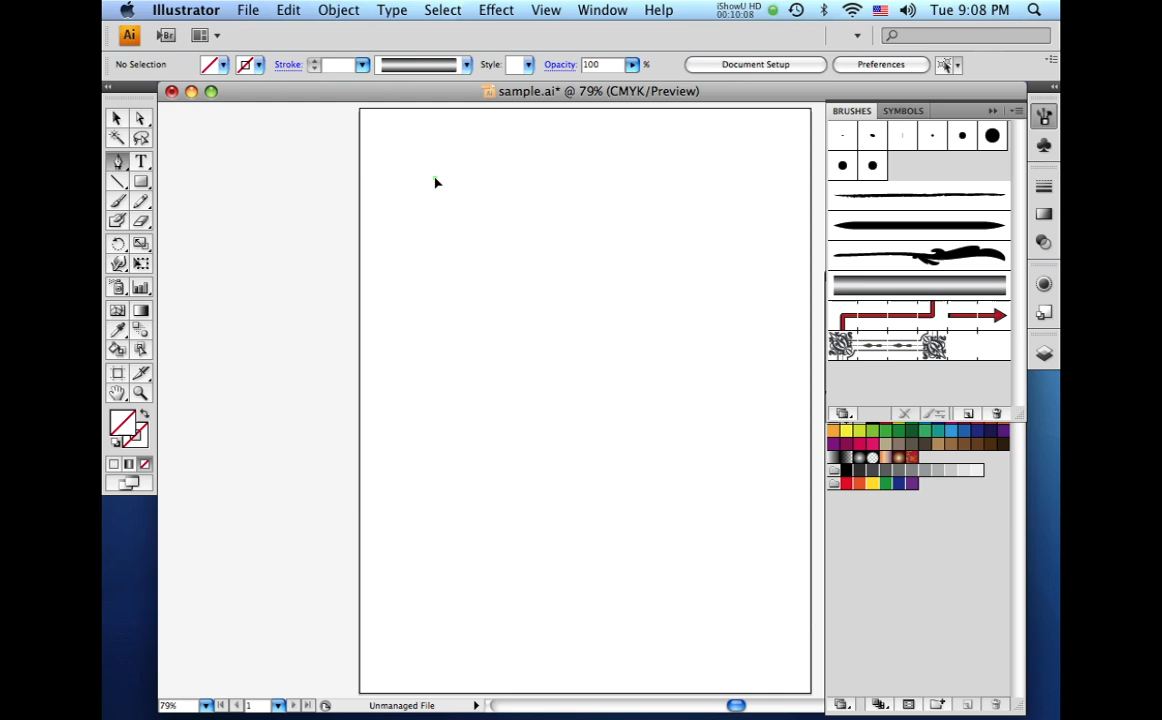 Illustrator File Edit Object Type Select Effect View Window Help iShowU HD 00:10:08 Tue 9:08 PM
Ai Br
No Selection Stroke: Style: Opacity: 100 % Document Setup Preferences
sample.ai* @ 79% (CMYK/Preview)
BRUSHES SYMBOLS
T
79% 1 Unmanaged File